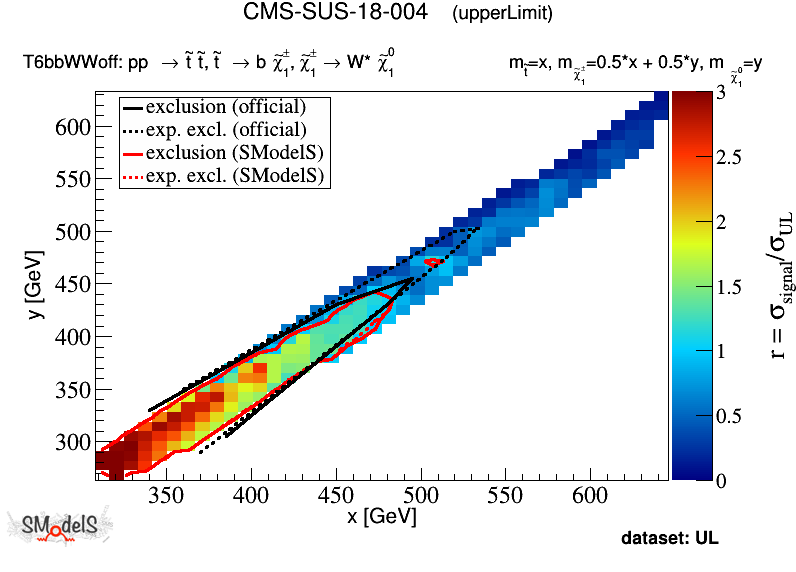 CMS-SUS-18-004 (upperLimit)
T6bbWWoff: pp → t̃ t̃, t̃ → b χ̃₁±, χ̃₁± → W* χ̃₁⁰ m_t̃=x, m_χ̃₁±=0.5*x + 0.5*y, m_χ̃₁⁰=y
exclusion (official)
exp. excl. (official)
exclusion (SModelS)
exp. excl. (SModelS)
600
550
500
450
400
350
300
y [GeV]
350 400 450 500 550 600
x [GeV]
3
2.5
2
1.5
1
0.5
0
r = σ_signal/σ_UL
SModelS
dataset: UL